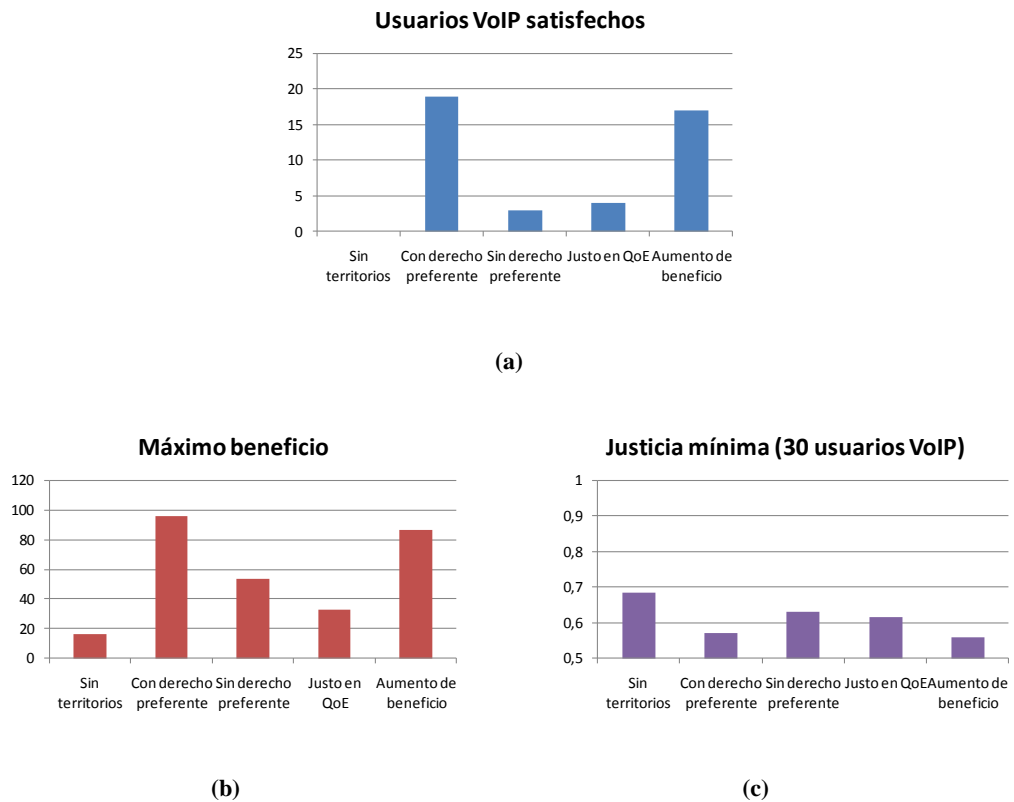 Usuarios VoIP satisfechos
25
20
15
10
5
0
Sin territorios
Con derecho preferente
Sin derecho preferente
Justo en QoE
Aumento de beneficio
(a)
Máximo beneficio
120
100
80
60
40
20
0
Sin territorios
Con derecho preferente
Sin derecho preferente
Justo en QoE
Aumento de beneficio
(b)
Justicia mínima (30 usuarios VoIP)
1
0,9
0,8
0,7
0,6
0,5
Sin territorios
Con derecho preferente
Sin derecho preferente
Justo en QoE
Aumento de beneficio
(c)